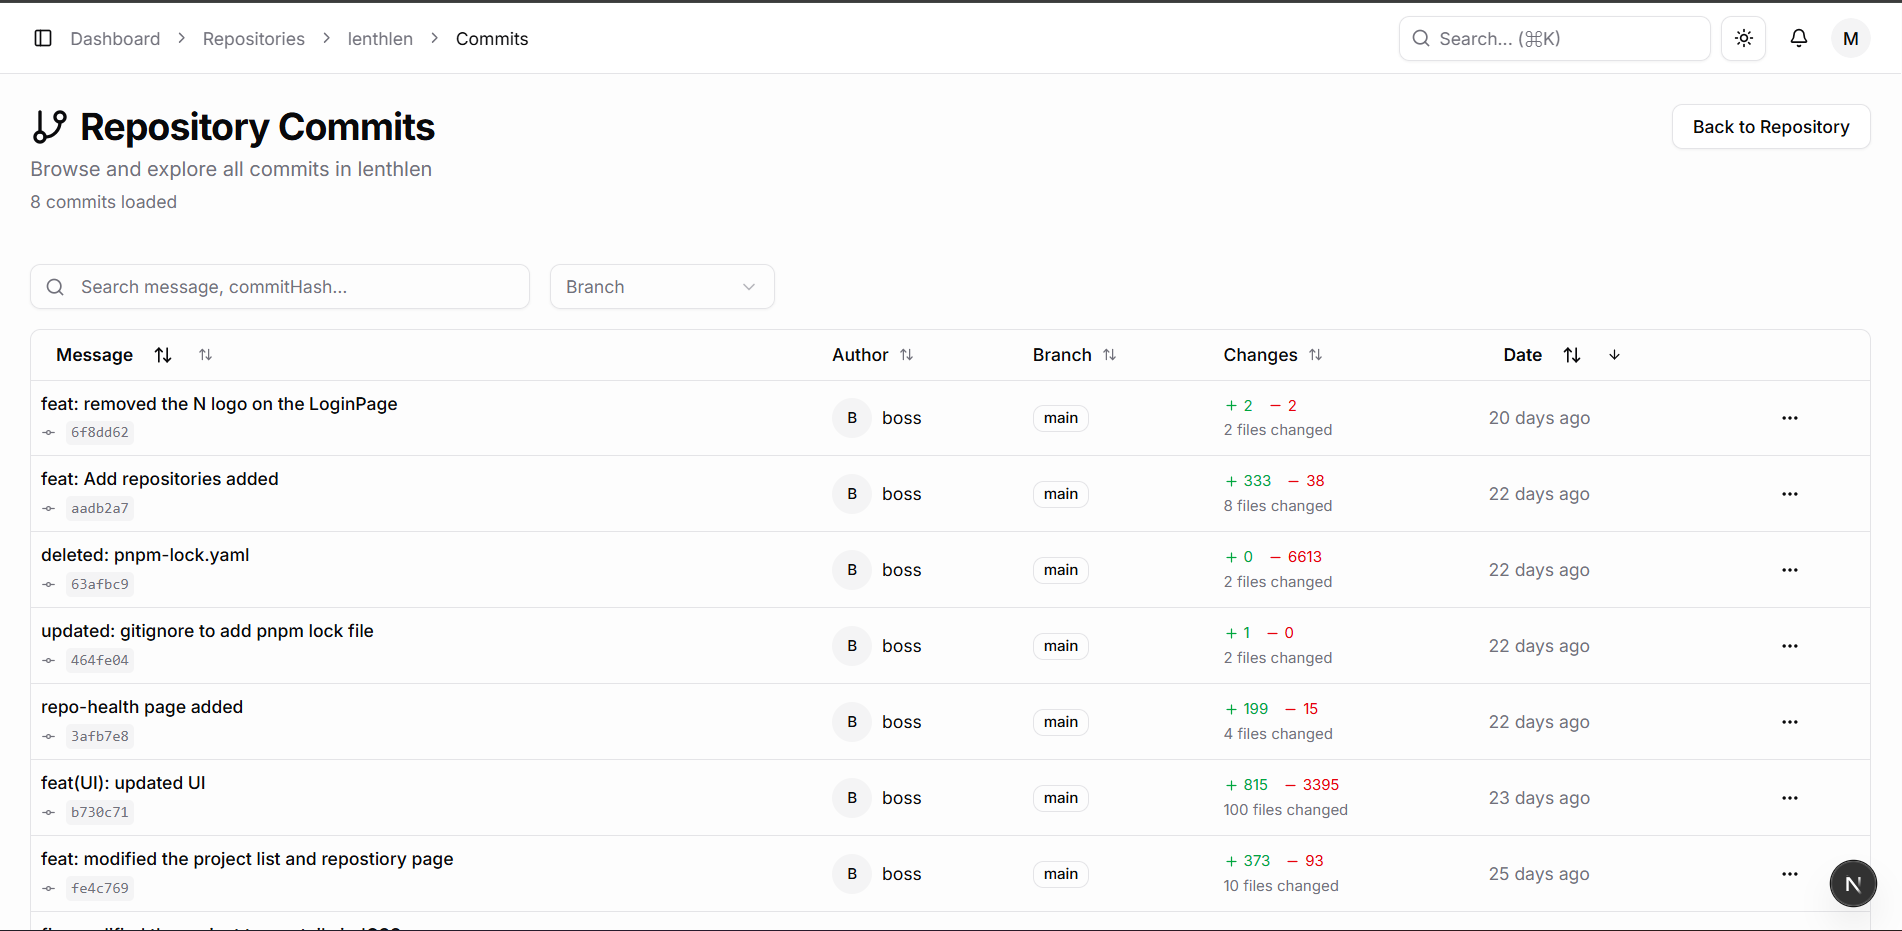 Dashboard > Repositories > lenthlen > Commits
Search... (⌘K)
M
Repository Commits
Back to Repository
Browse and explore all commits in lenthlen
8 commits loaded
Search message, commitHash...
Branch
Message Author Branch Changes Date
feat: removed the N logo on the LoginPage
6f8dd62
B boss main
+ 2 − 2
2 files changed
20 days ago
feat: Add repositories added
aadb2a7
B boss main
+ 333 − 38
8 files changed
22 days ago
deleted: pnpm-lock.yaml
63afbc9
B boss main
+ 0 − 6613
2 files changed
22 days ago
updated: gitignore to add pnpm lock file
464fe04
B boss main
+ 1 − 0
2 files changed
22 days ago
repo-health page added
3afb7e8
B boss main
+ 199 − 15
4 files changed
22 days ago
feat(UI): updated UI
b730c71
B boss main
+ 815 − 3395
100 files changed
23 days ago
feat: modified the project list and repostiory page
fe4c769
B boss main
+ 373 − 93
10 files changed
25 days ago
N